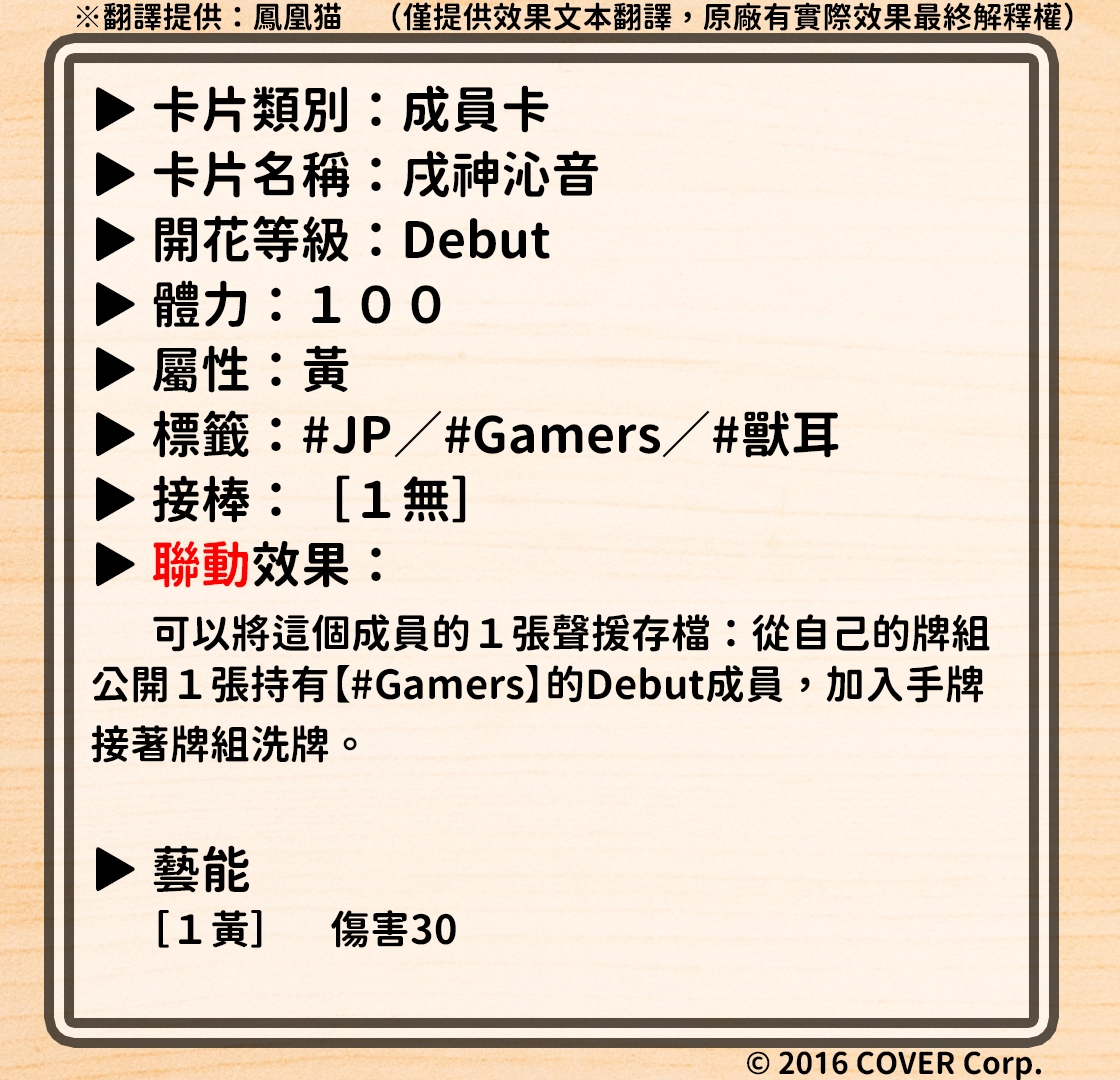 ※翻譯提供：鳳凰猫　（僅提供效果文本翻譯，原廠有實際效果最終解釋權）
▶ 卡片類別：成員卡
▶ 卡片名稱：戌神沁音
▶ 開花等級：Debut
▶ 體力：１００
▶ 屬性：黃
▶ 標籤：#JP／#Gamers／#獸耳
▶ 接棒：［１無］
▶ 聯動效果：
可以將這個成員的１張聲援存檔：從自己的牌組
公開１張持有【#Gamers】的Debut成員，加入手牌
接著牌組洗牌。
▶ 藝能
［１黃］　傷害30
© 2016 COVER Corp.